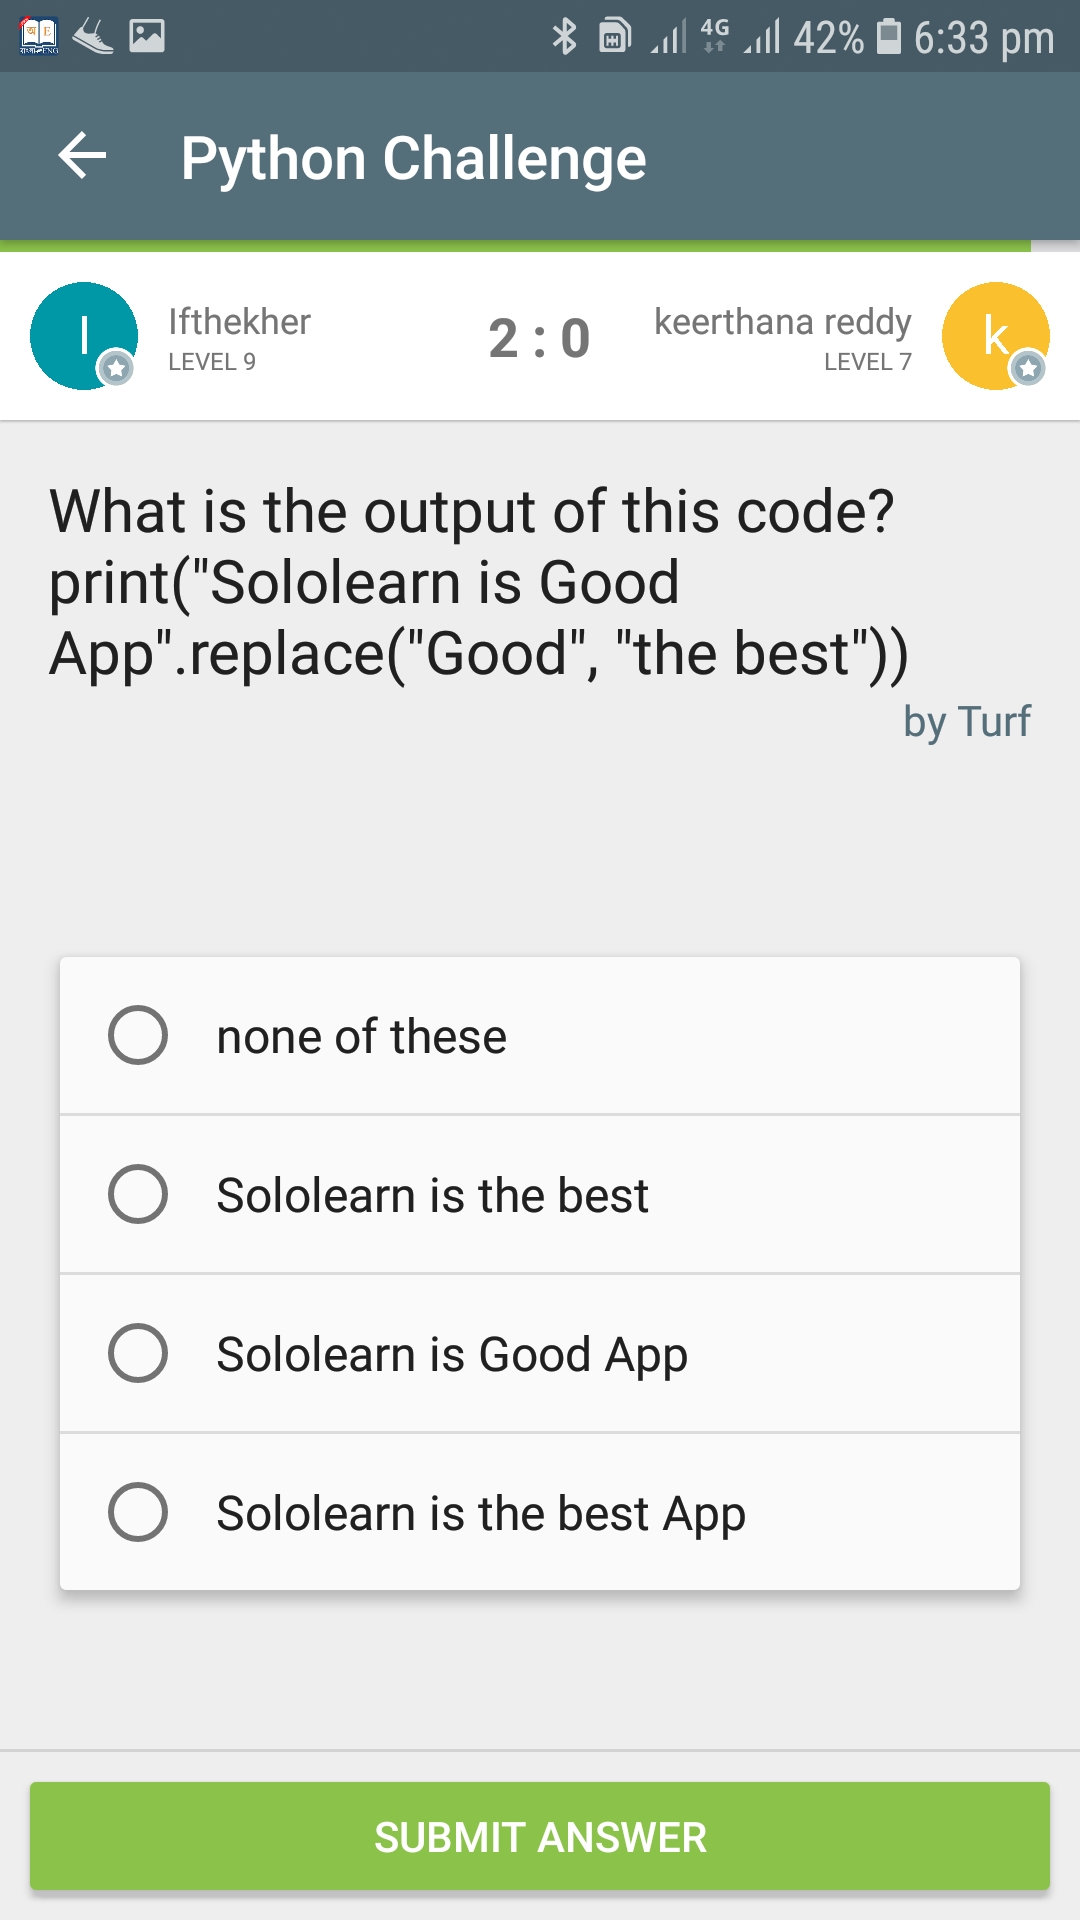 4G 42% 6:33 pm
Python Challenge
I Ifthekher 2 : 0 keerthana reddy k
LEVEL 9 LEVEL 7
What is the output of this code?
print("Sololearn is Good
App".replace("Good", "the best"))
by Turf
none of these
Sololearn is the best
Sololearn is Good App
Sololearn is the best App
SUBMIT ANSWER